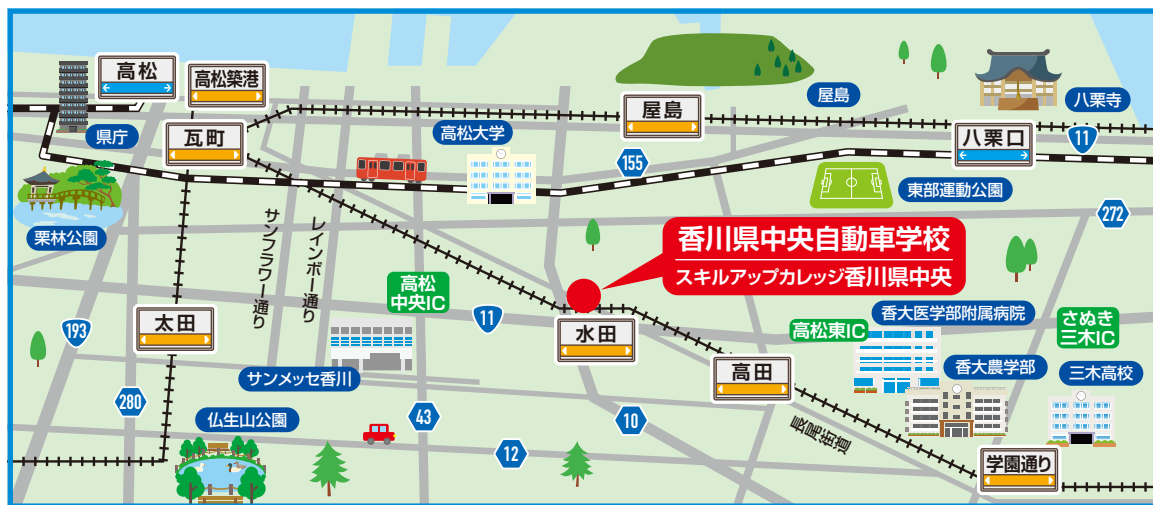 高松
高松築港
県庁
瓦町
高松大学
屋島
屋島
八栗寺
八栗口
11
155
東部運動公園
272
栗林公園
サンフラワー通り
レインボー通り
香川県中央自動車学校
スキルアップカレッジ香川県中央
高松
中央IC
11
水田
高松東IC
香大医学部附属病院
さぬき
三木IC
193
太田
サンメッセ香川
高田
香大農学部
三木高校
280
仏生山公園
43
10
12
長尾街道
学園通り